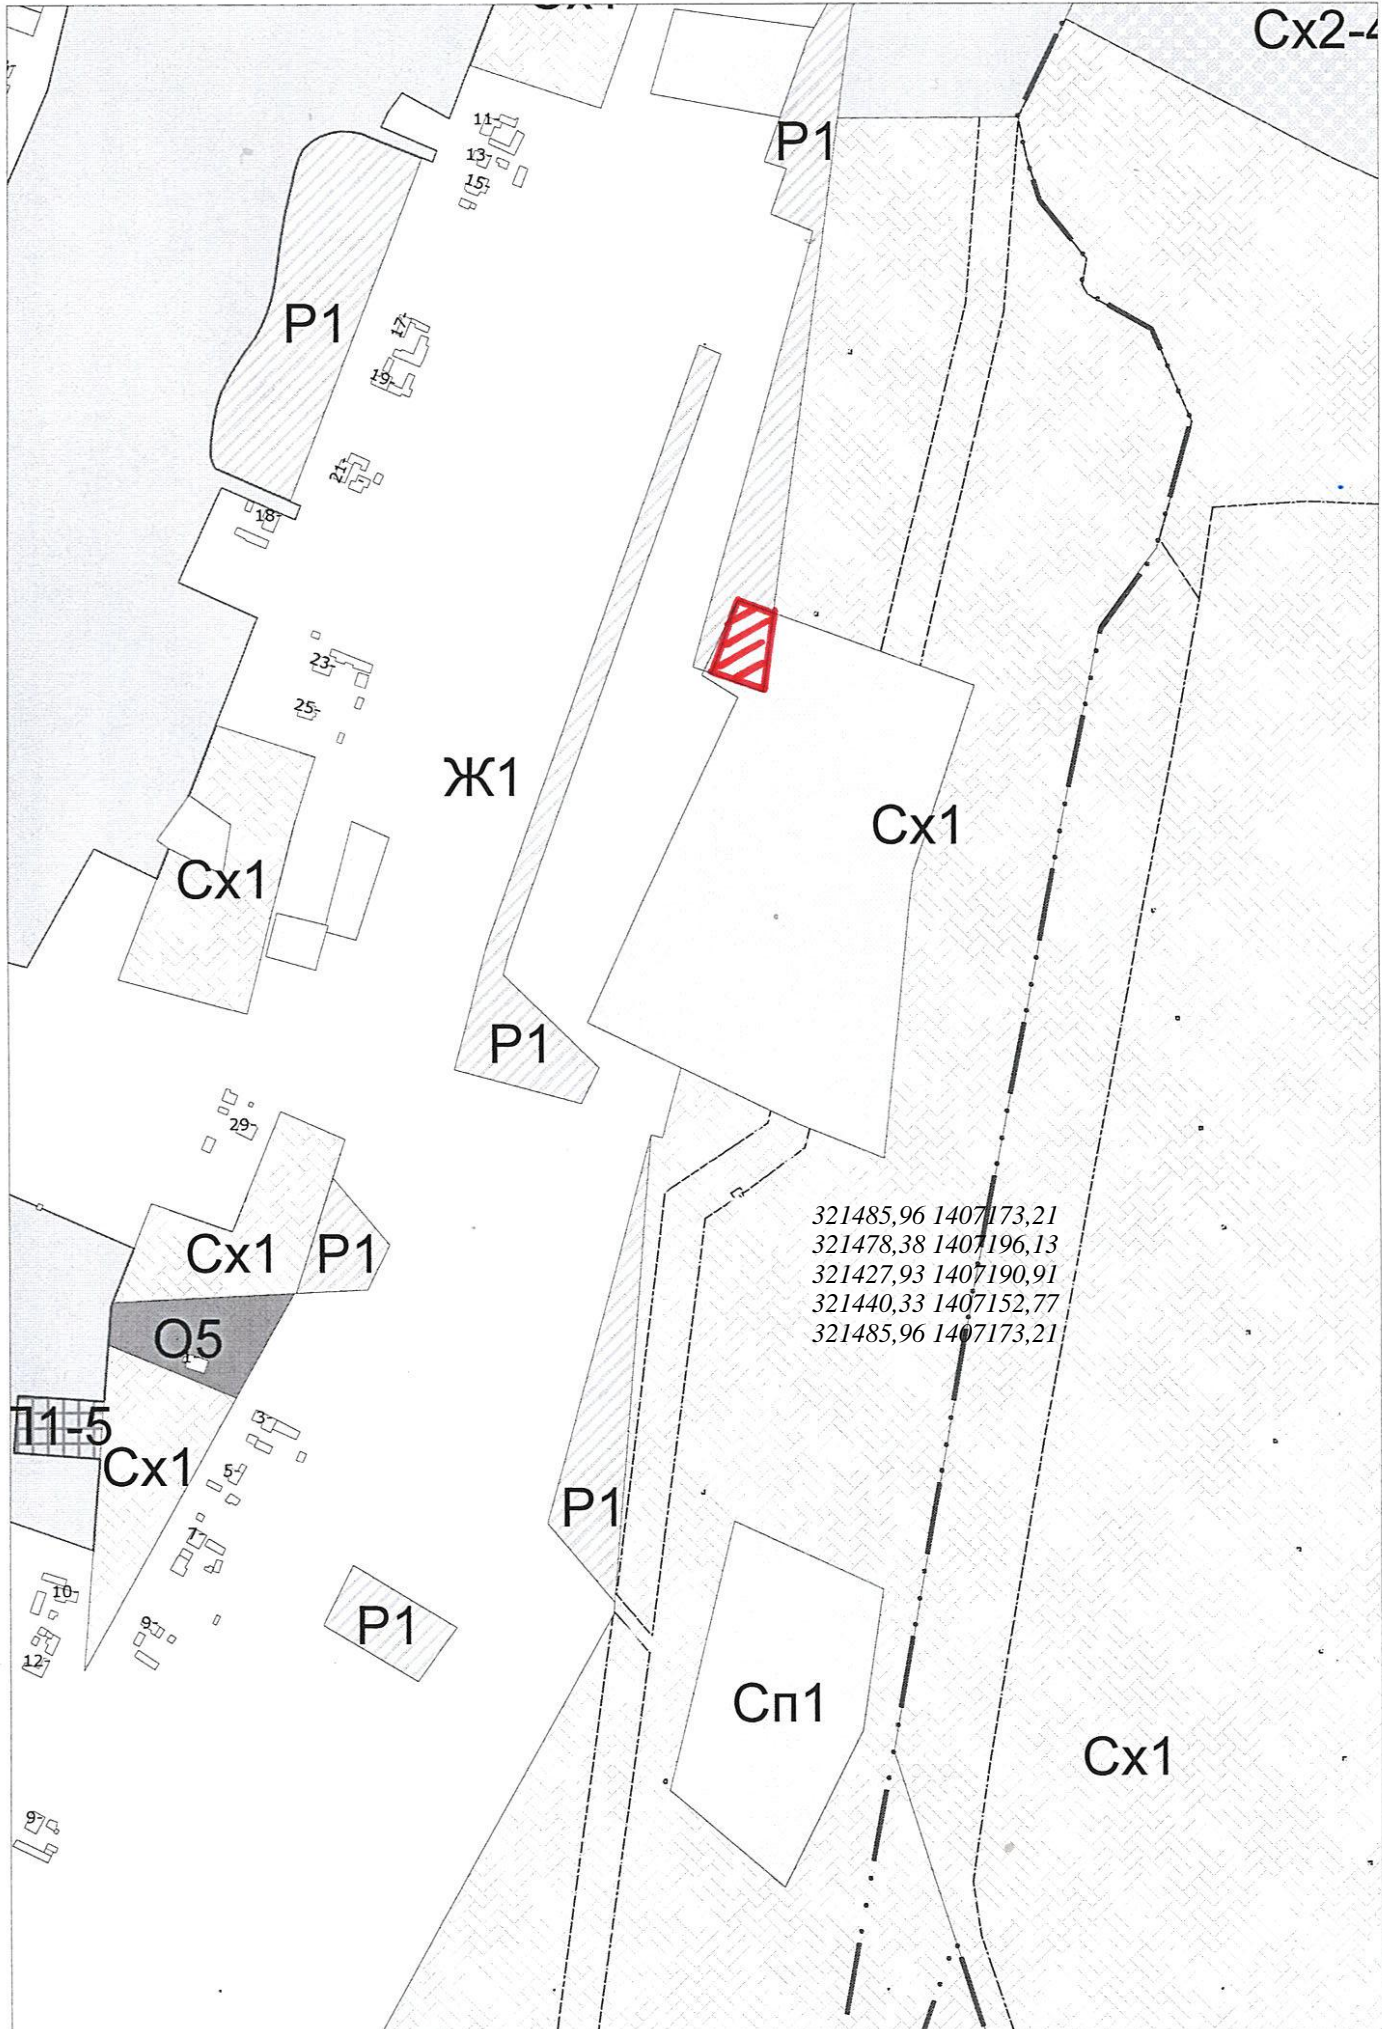 Сх2-4
11-
Р1
13-
15-
Р1
17-
19-
21-
18-
23-
25-
Ж1
Сх1
Сх1
Р1
29-
321485,96 1407173,21
Сх1 Р1
321478,38 1407196,13
321427,93 1407190,91
321440,33 1407152,77
321485,96 1407173,21
О5
1-
3-
П1-5
Сх1
5-
Р1
7-
10-
9-
Р1
12-
Сп1
Сх1
9-